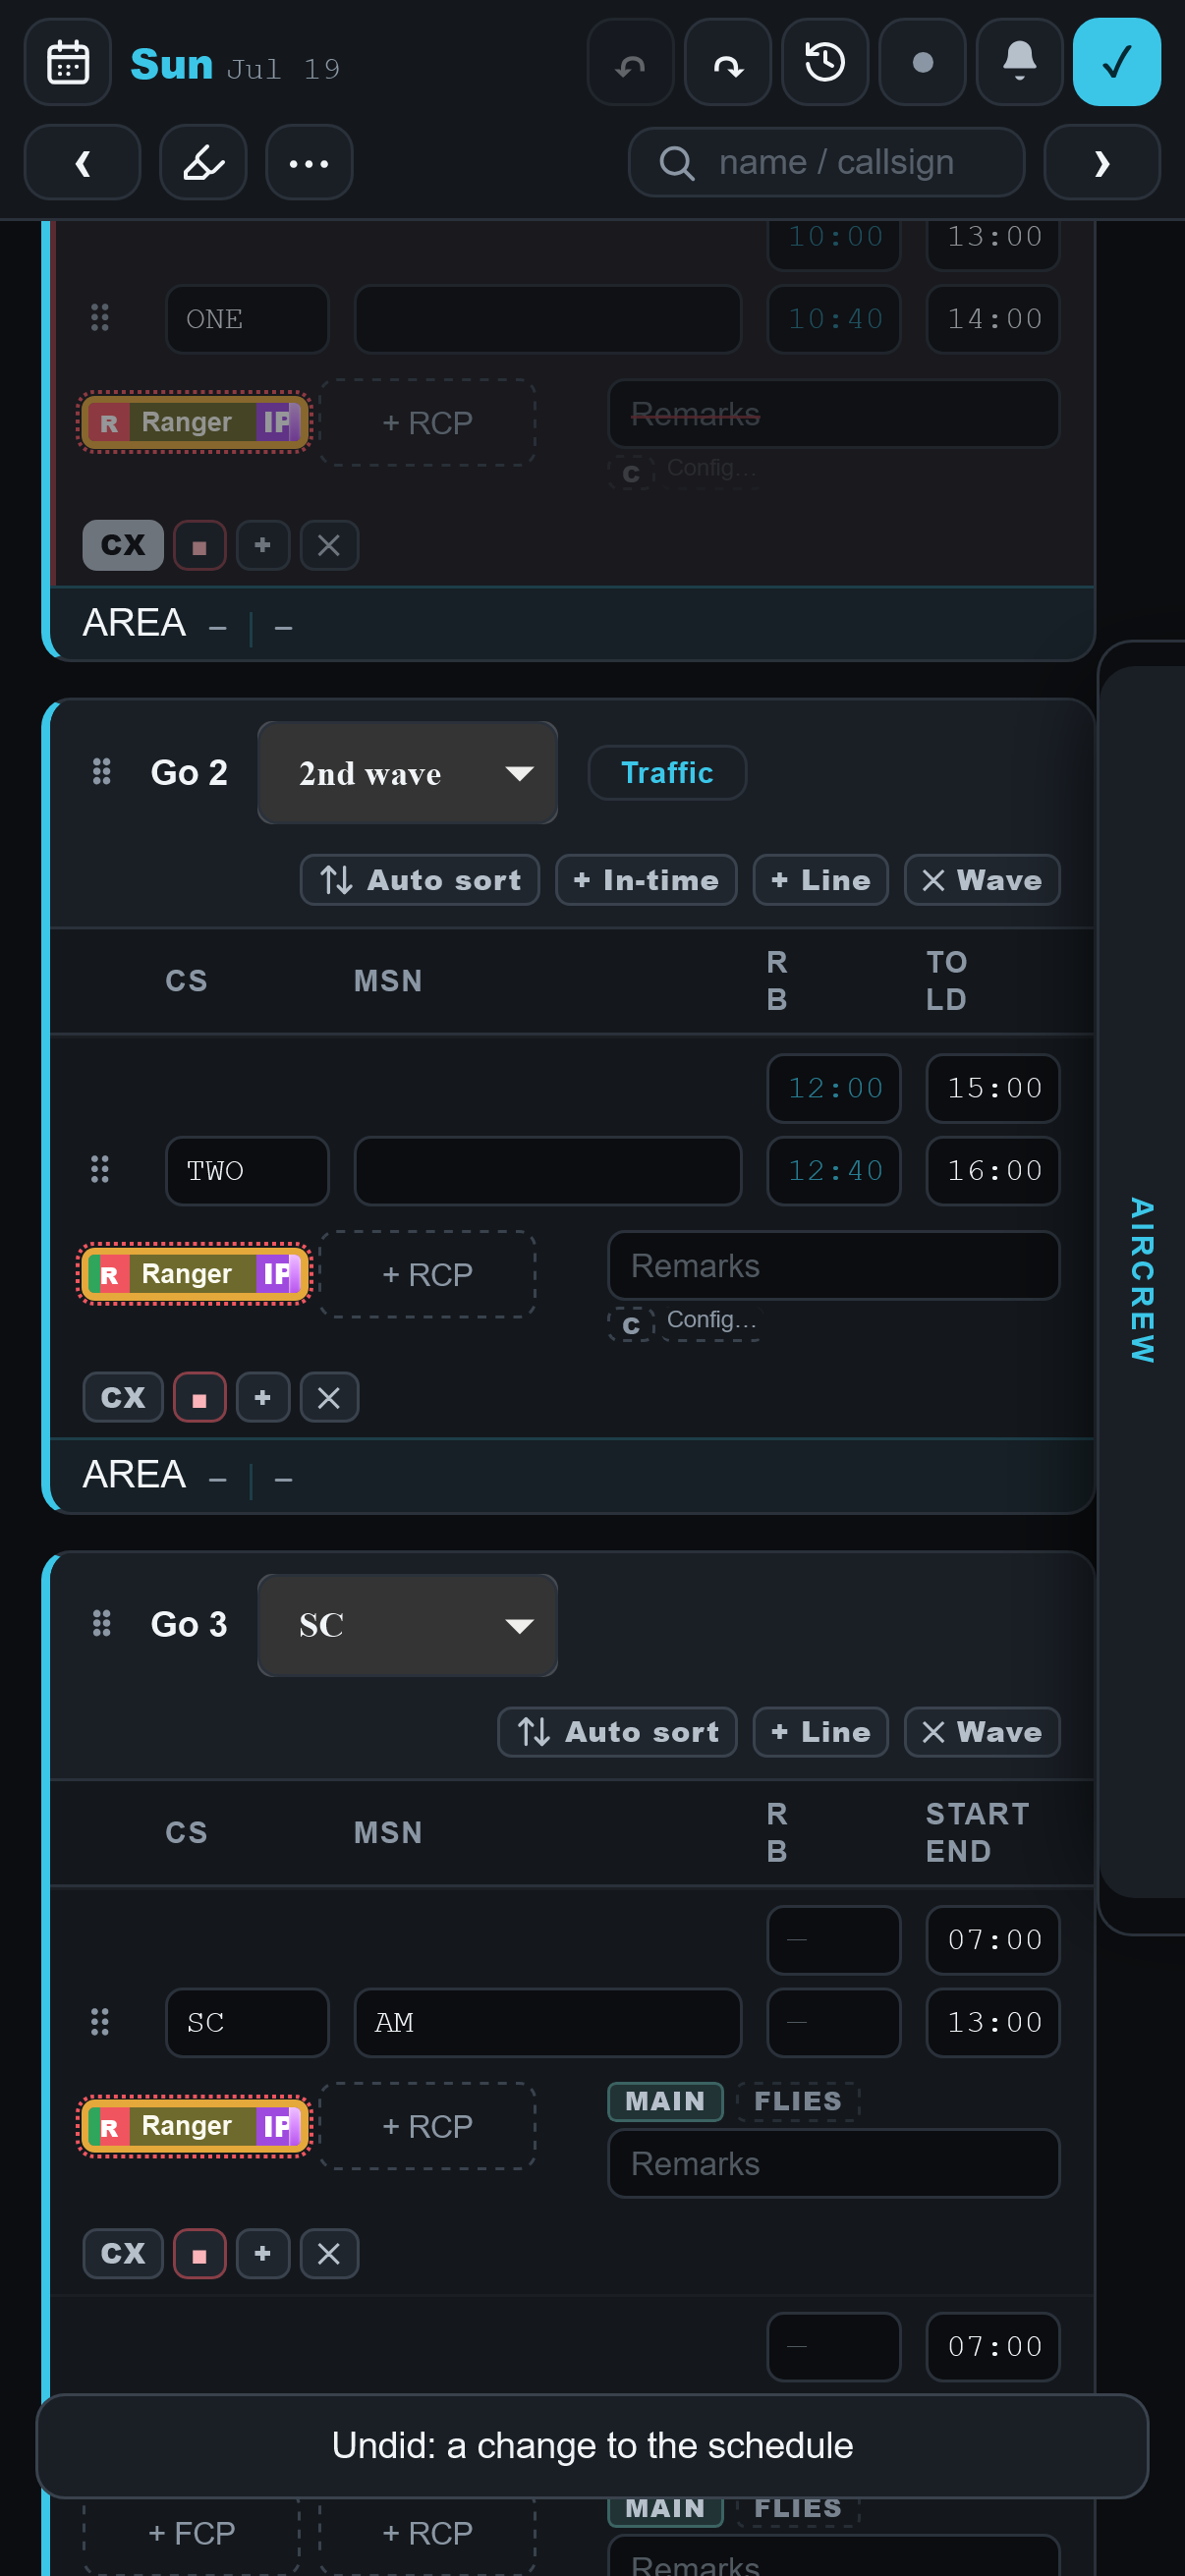 Sun Jul 19
name / callsign
10:00 13:00
ONE 10:40 14:00
R Ranger IP + RCP Remarks
C Config...
CX +
AREA – | –
Go 2 2nd wave Traffic
Auto sort + In-time + Line × Wave
CS MSN R TO
B LD
12:00 15:00
TWO 12:40 16:00
R Ranger IP + RCP Remarks
C Config...
CX +
AREA – | –
Go 3 SC
Auto sort + Line × Wave
CS MSN R START
B END
— 07:00
SC AM — 13:00
MAIN FLIES
R Ranger IP + RCP
Remarks
CX +
— 07:00
Undid: a change to the schedule
MAIN FLIES
+ FCP + RCP
Remarks
AIRCREW